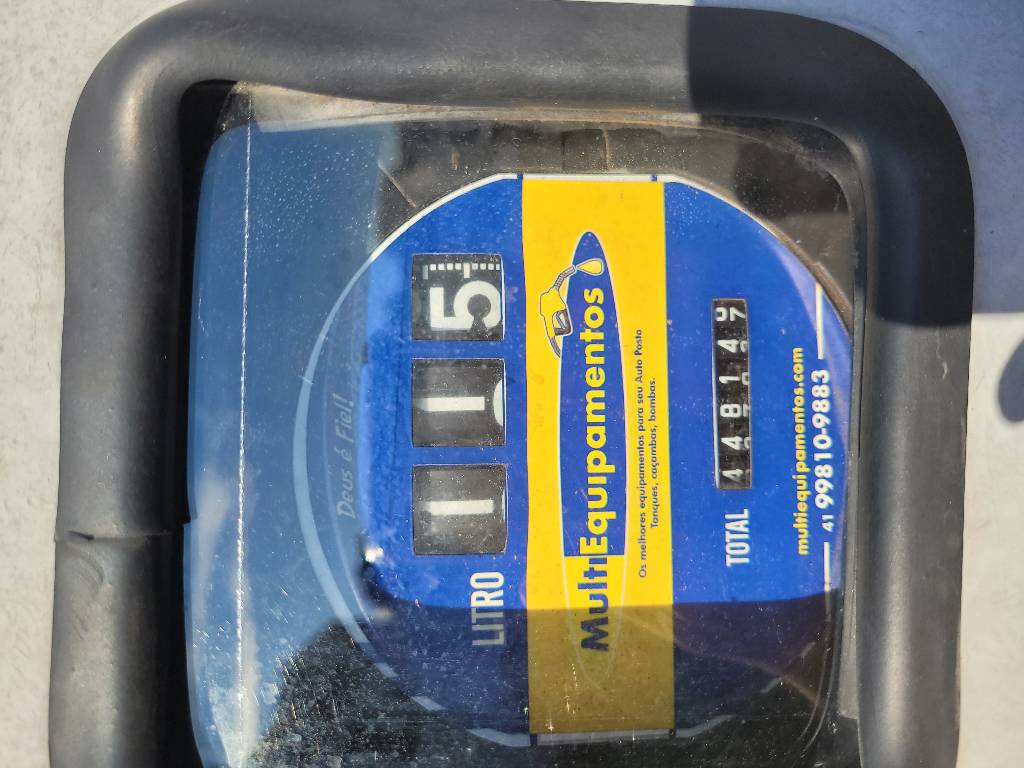 Deus é Fiel!
LITRO 1 1 5
MultiEquipamentos
Os melhores equipamentos para seu Auto Posto
Tanques, caçambas, bombas.
TOTAL 4 4 8 1 4
multiequipamentos.com
41 99810-9883